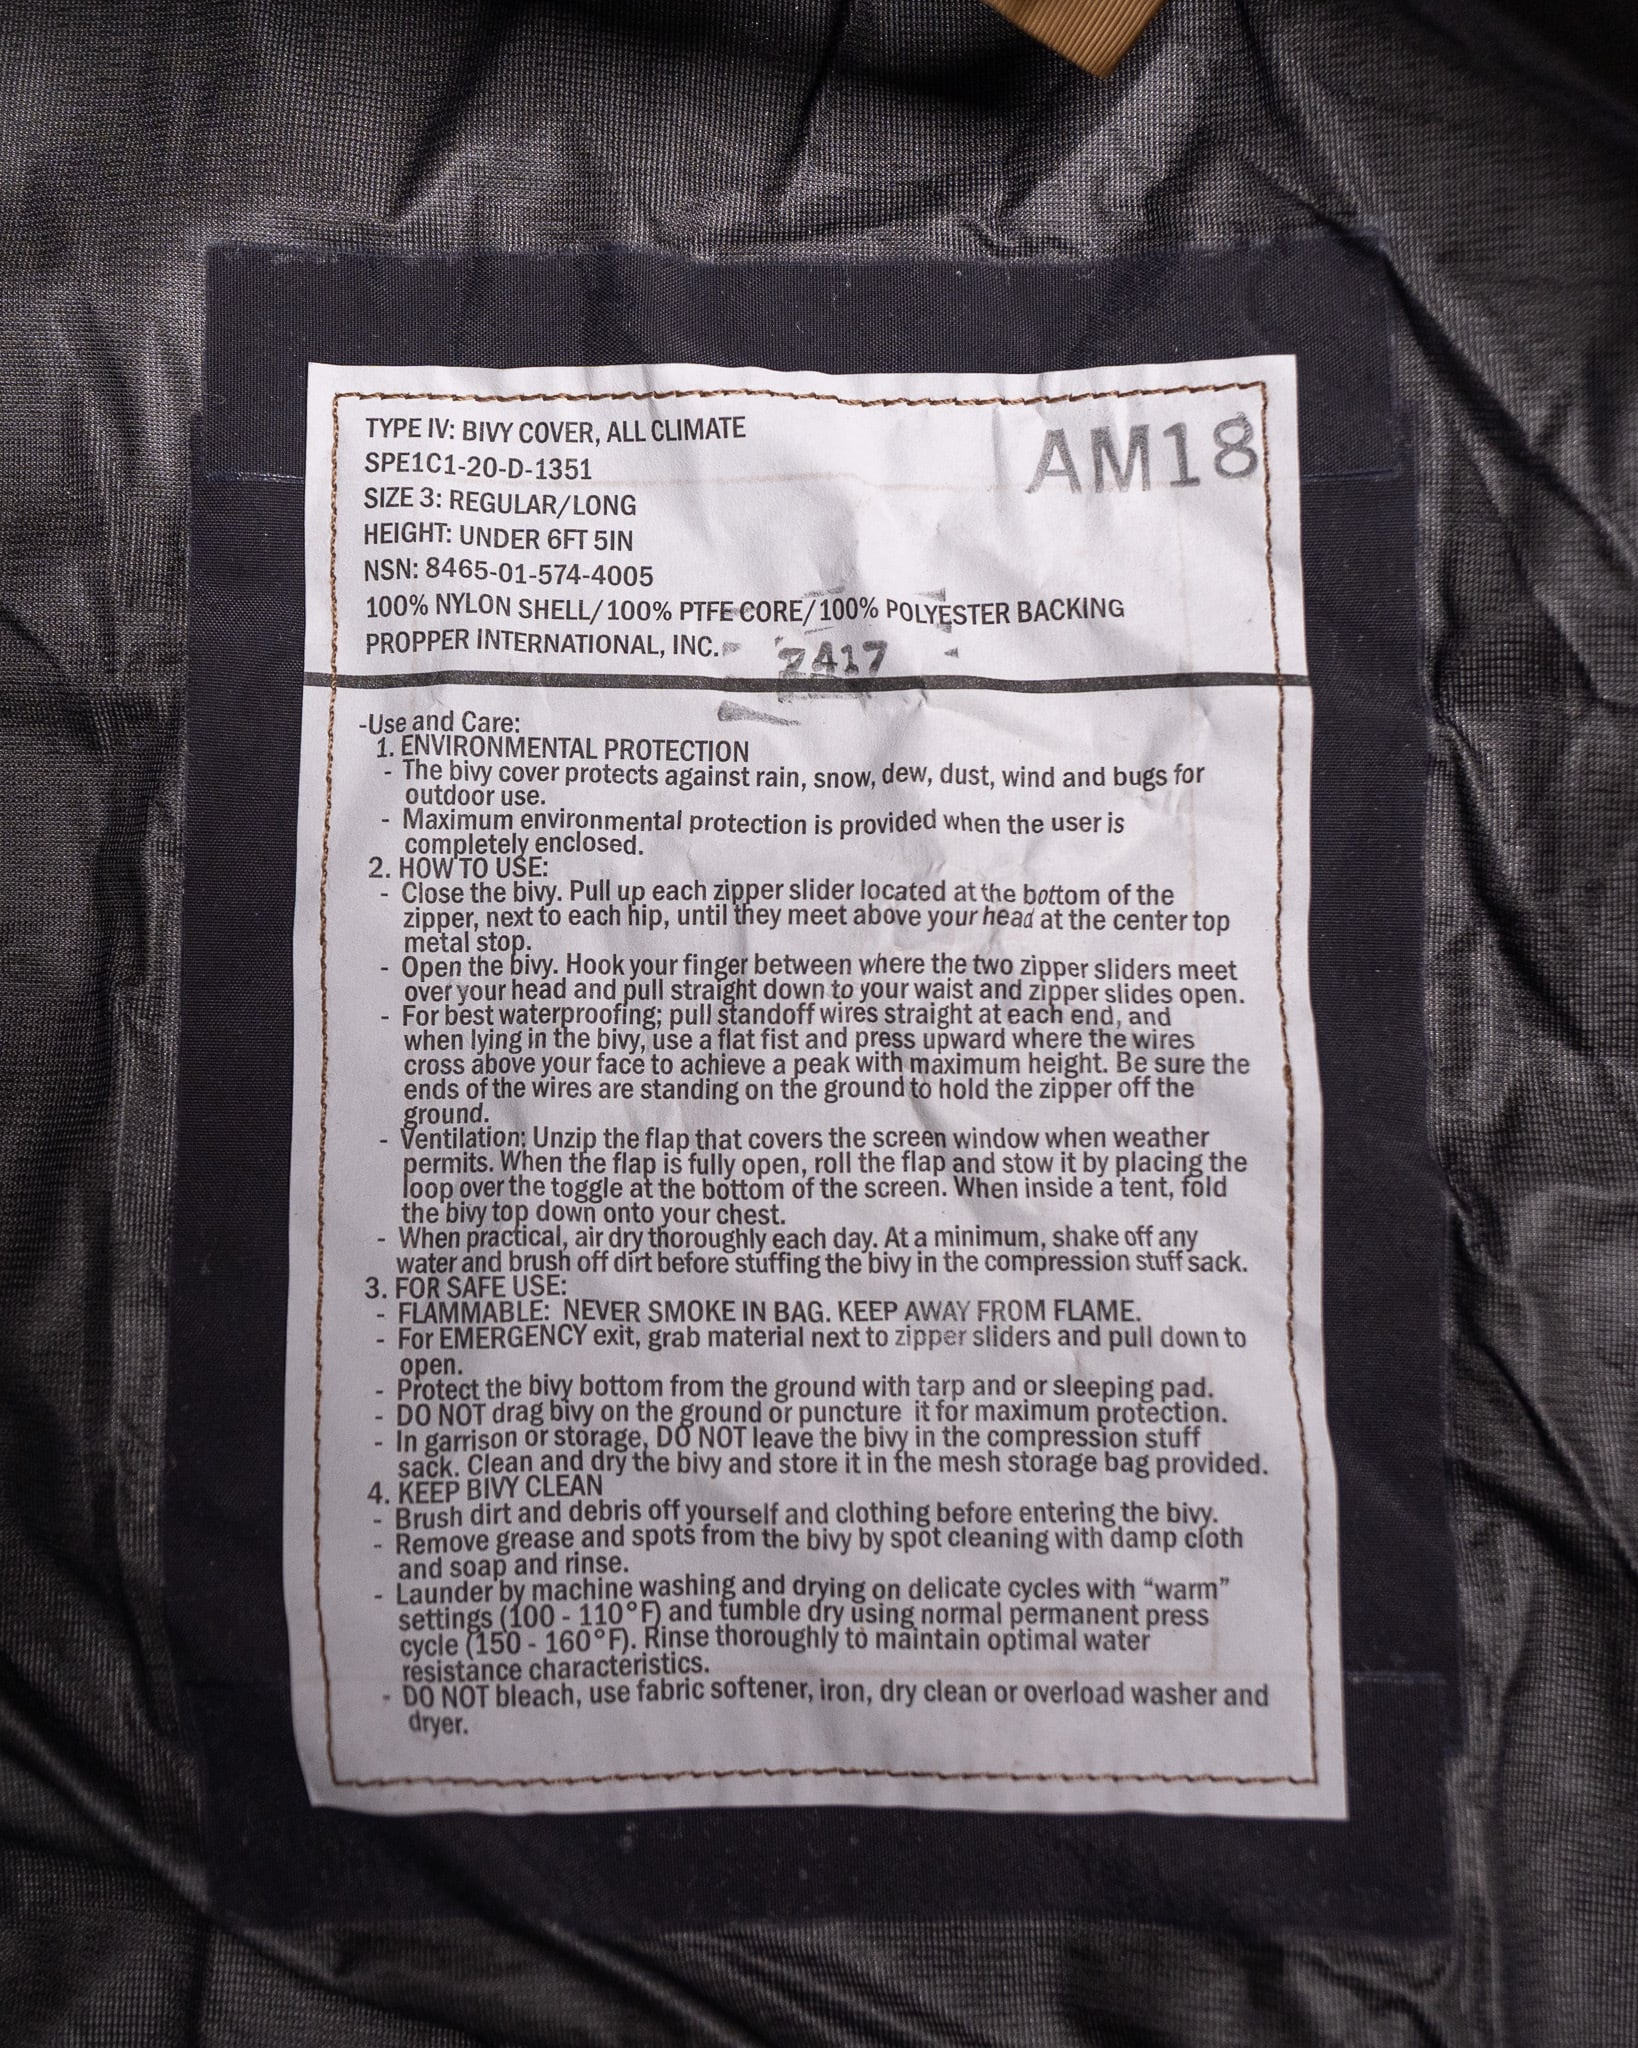 TYPE IV: BIVY COVER, ALL CLIMATE
AM18
SPE1C1-20-D-1351
SIZE 3: REGULAR/LONG
HEIGHT: UNDER 6FT 5IN
NSN: 8465-01-574-4005
100% NYLON SHELL/100% PTFE CORE/100% POLYESTER BACKING
PROPPER INTERNATIONAL, INC.
2417
-Use and Care:
1. ENVIRONMENTAL PROTECTION
- The bivy cover protects against rain, snow, dew, dust, wind and bugs for
outdoor use.
- Maximum environmental protection is provided when the user is
completely enclosed.
2. HOW TO USE:
- Close the bivy. Pull up each zipper slider located at the bottom of the
zipper, next to each hip, until they meet above your head at the center top
metal stop.
- Open the bivy. Hook your finger between where the two zipper sliders meet
over your head and pull straight down to your waist and zipper slides open.
- For best waterproofing; pull standoff wires straight at each end, and
when lying in the bivy, use a flat fist and press upward where the wires
cross above your face to achieve a peak with maximum height. Be sure the
ends of the wires are standing on the ground to hold the zipper off the
ground.
- Ventilation: Unzip the flap that covers the screen window when weather
permits. When the flap is fully open, roll the flap and stow it by placing the
loop over the toggle at the bottom of the screen. When inside a tent, fold
the bivy top down onto your chest.
- When practical, air dry thoroughly each day. At a minimum, shake off any
water and brush off dirt before stuffing the bivy in the compression stuff sack.
3. FOR SAFE USE:
- FLAMMABLE: NEVER SMOKE IN BAG. KEEP AWAY FROM FLAME.
- For EMERGENCY exit, grab material next to zipper sliders and pull down to
open.
- Protect the bivy bottom from the ground with tarp and or sleeping pad.
- DO NOT drag bivy on the ground or puncture it for maximum protection.
- In garrison or storage, DO NOT leave the bivy in the compression stuff
sack. Clean and dry the bivy and store it in the mesh storage bag provided.
4. KEEP BIVY CLEAN
- Brush dirt and debris off yourself and clothing before entering the bivy.
- Remove grease and spots from the bivy by spot cleaning with damp cloth
and soap and rinse.
- Launder by machine washing and drying on delicate cycles with “warm”
settings (100 - 110°F) and tumble dry using normal permanent press
cycle (150 - 160°F). Rinse thoroughly to maintain optimal water
resistance characteristics.
- DO NOT bleach, use fabric softener, iron, dry clean or overload washer and
dryer.